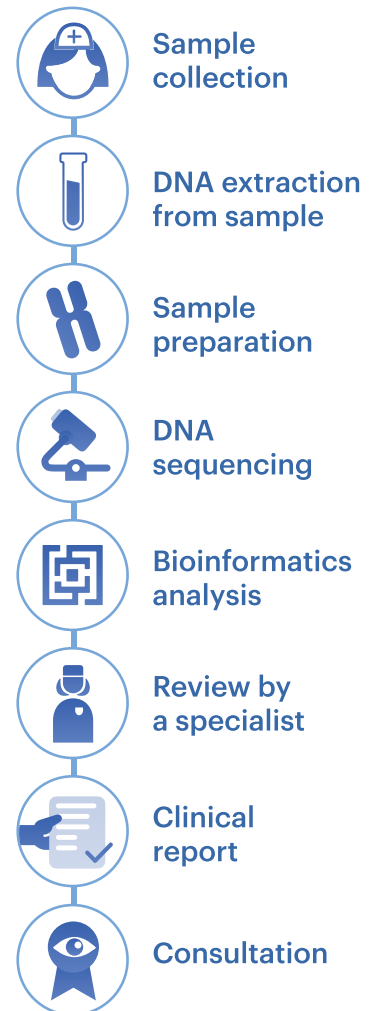 Sample
collection
DNA extraction
from sample
Sample
preparation
DNA
sequencing
Bioinformatics
analysis
Review by
a specialist
Clinical
report
Consultation